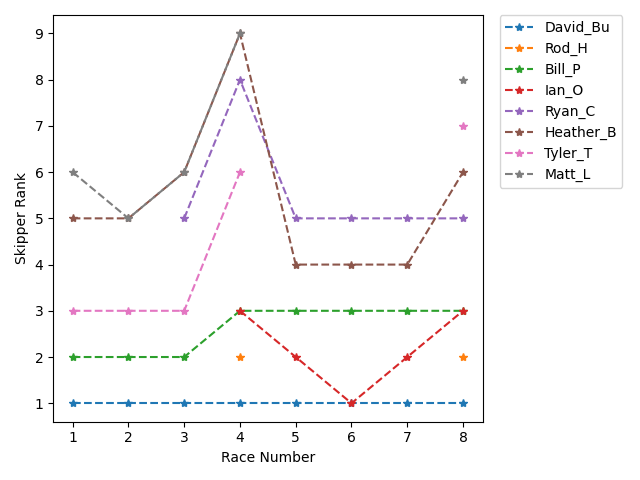 9
8
7
6
5
4
3
2
1
Skipper Rank
1 2 3 4 5 6 7 8
Race Number
David_Bu
Rod_H
Bill_P
Ian_O
Ryan_C
Heather_B
Tyler_T
Matt_L